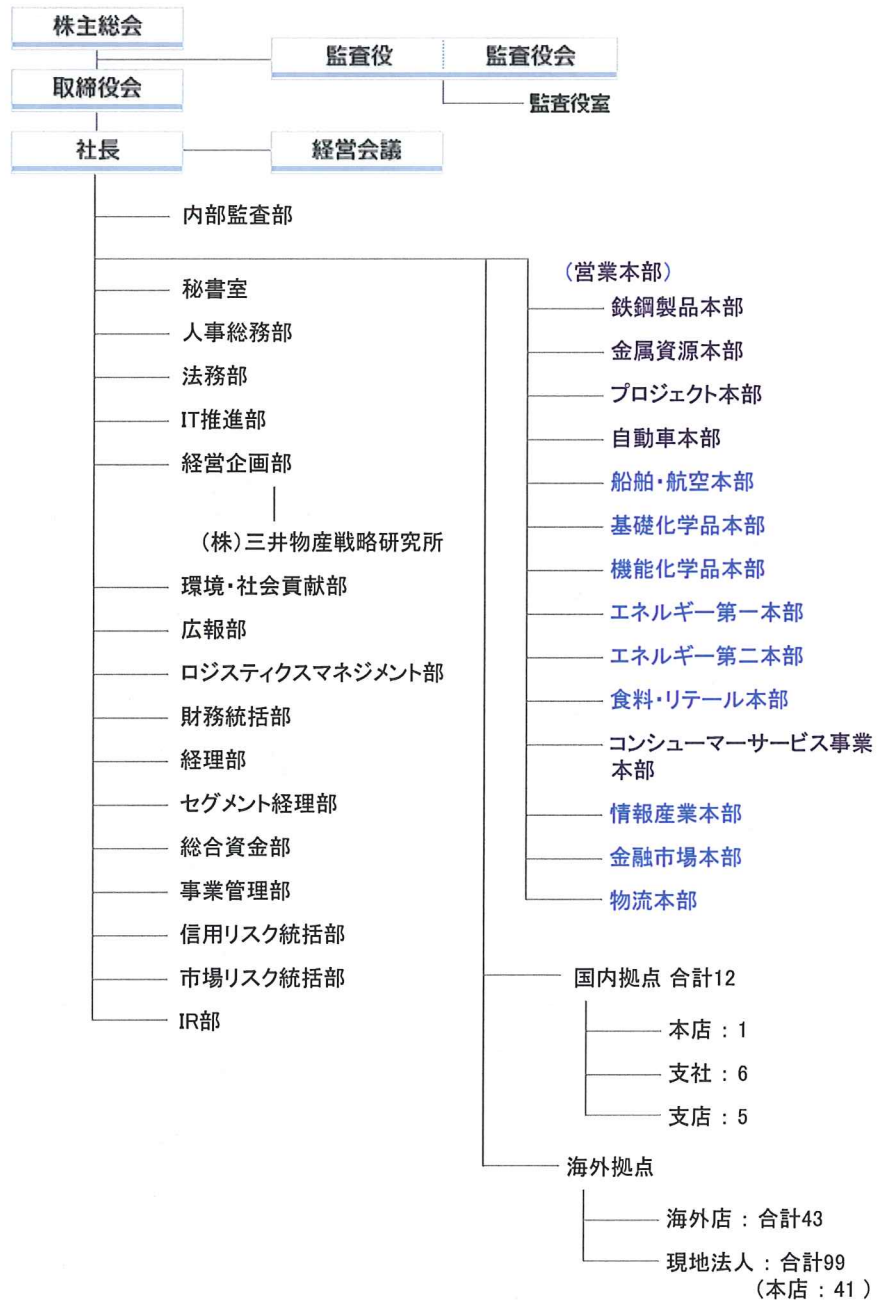 株主総会
監査役 監査役会
取締役会
監査役室
社長 経営会議
内部監査部
秘書室
人事総務部
法務部
IT推進部
経営企画部
(株)三井物産戦略研究所
環境・社会貢献部
広報部
ロジスティクスマネジメント部
財務統括部
経理部
セグメント経理部
総合資金部
事業管理部
信用リスク統括部
市場リスク統括部
IR部
(営業本部)
鉄鋼製品本部
金属資源本部
プロジェクト本部
自動車本部
船舶・航空本部
基礎化学品本部
機能化学品本部
エネルギー第一本部
エネルギー第二本部
食料・リテール本部
コンシューマーサービス事業
本部
情報産業本部
金融市場本部
物流本部
国内拠点 合計12
本店 : 1
支社 : 6
支店 : 5
海外拠点
海外店 : 合計43
現地法人 : 合計99
(本店 : 41 )